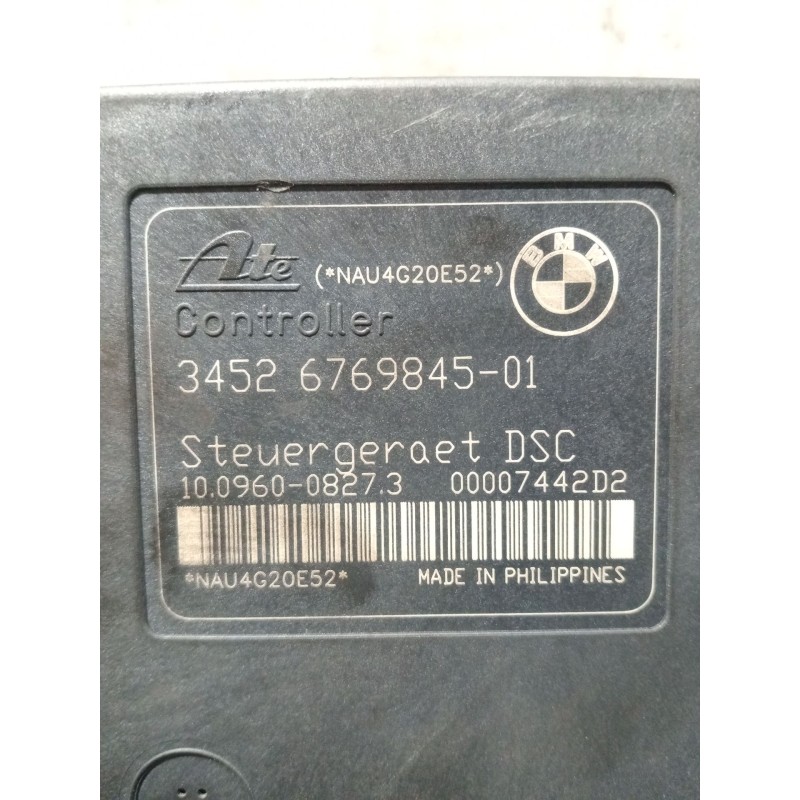 Ate (*NAU4G20E52*) BMW
Controller
3452 6769845-01
Steuergeraet DSC
10.0960-0827.3 00007442D2
*NAU4G20E52* MADE IN PHILIPPINES